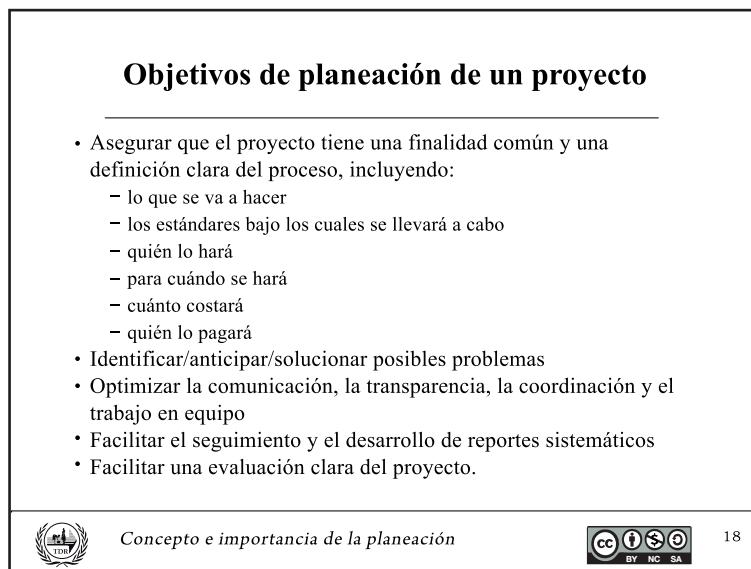 Objetivos de planeación de un proyecto
• Asegurar que el proyecto tiene una finalidad común y una
definición clara del proceso, incluyendo:
– lo que se va a hacer
– los estándares bajo los cuales se llevará a cabo
– quién lo hará
– para cuándo se hará
– cuánto costará
– quién lo pagará
• Identificar/anticipar/solucionar posibles problemas
• Optimizar la comunicación, la transparencia, la coordinación y el
trabajo en equipo
• Facilitar el seguimiento y el desarrollo de reportes sistemáticos
• Facilitar una evaluación clara del proyecto.
TDR
Concepto e importancia de la planeación
cc
BY NC SA
18